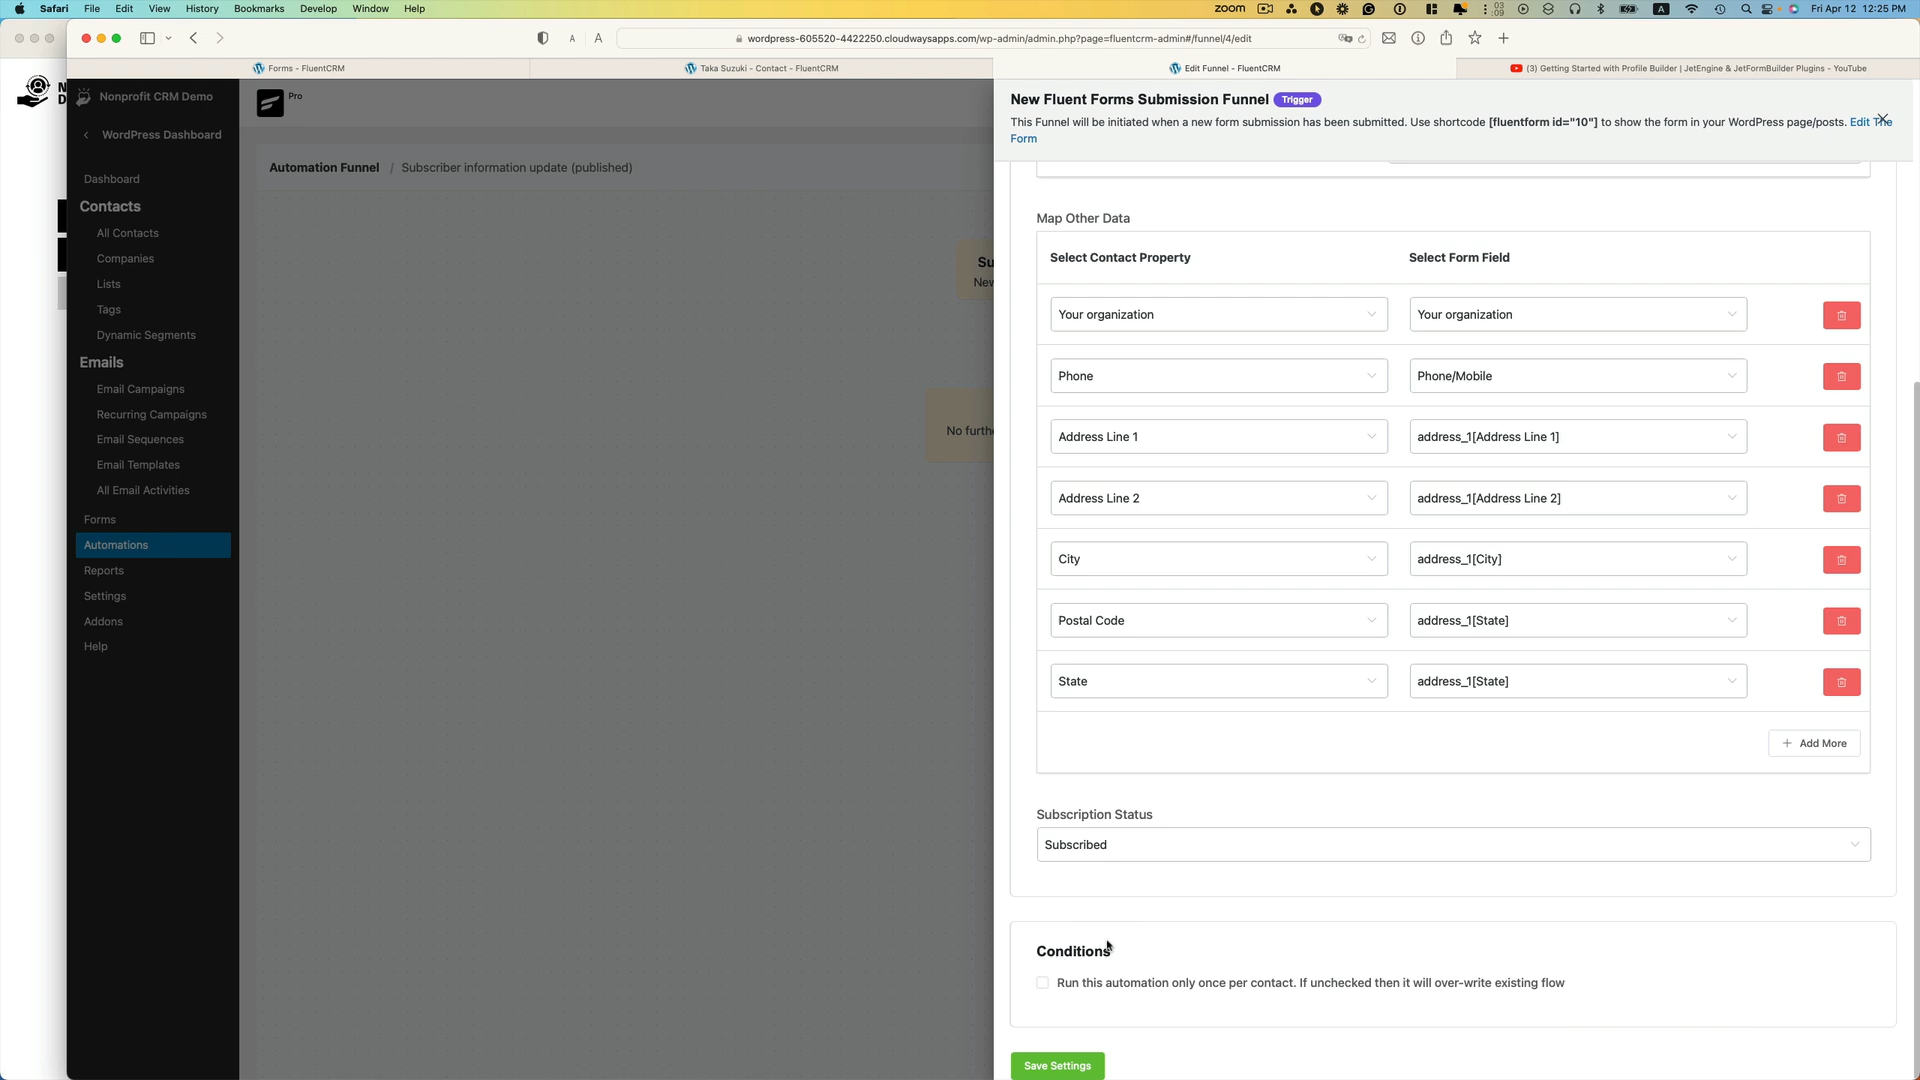 Safari File Edit View History Bookmarks Develop Window Help
zoom
03
09
A
Fri Apr 12 12:25 PM
A A
wordpress-605520-4422250.cloudwaysapps.com/wp-admin/admin.php?page=fluentcrm-admin#/funnel/4/edit
Forms - FluentCRM
Taka Suzuki - Contact - FluentCRM
Edit Funnel - FluentCRM
(3) Getting Started with Profile Builder | JetEngine & JetFormBuilder Plugins - YouTube
N
D
Nonprofit CRM Demo
WordPress Dashboard
Dashboard
Contacts
All Contacts
Companies
Lists
Tags
Dynamic Segments
Emails
Email Campaigns
Recurring Campaigns
Email Sequences
Email Templates
All Email Activities
Forms
Automations
Reports
Settings
Addons
Help
Pro
Automation Funnel / Subscriber information update (published)
Su
New
No furthe
New Fluent Forms Submission Funnel Trigger
This Funnel will be initiated when a new form submission has been submitted. Use shortcode [fluentform id="10"] to show the form in your WordPress page/posts. Edit The
Form
Map Other Data
Select Contact Property Select Form Field
Your organization Your organization
Phone Phone/Mobile
Address Line 1 address_1[Address Line 1]
Address Line 2 address_1[Address Line 2]
City address_1[City]
Postal Code address_1[State]
State address_1[State]
+ Add More
Subscription Status
Subscribed
Conditions
Run this automation only once per contact. If unchecked then it will over-write existing flow
Save Settings